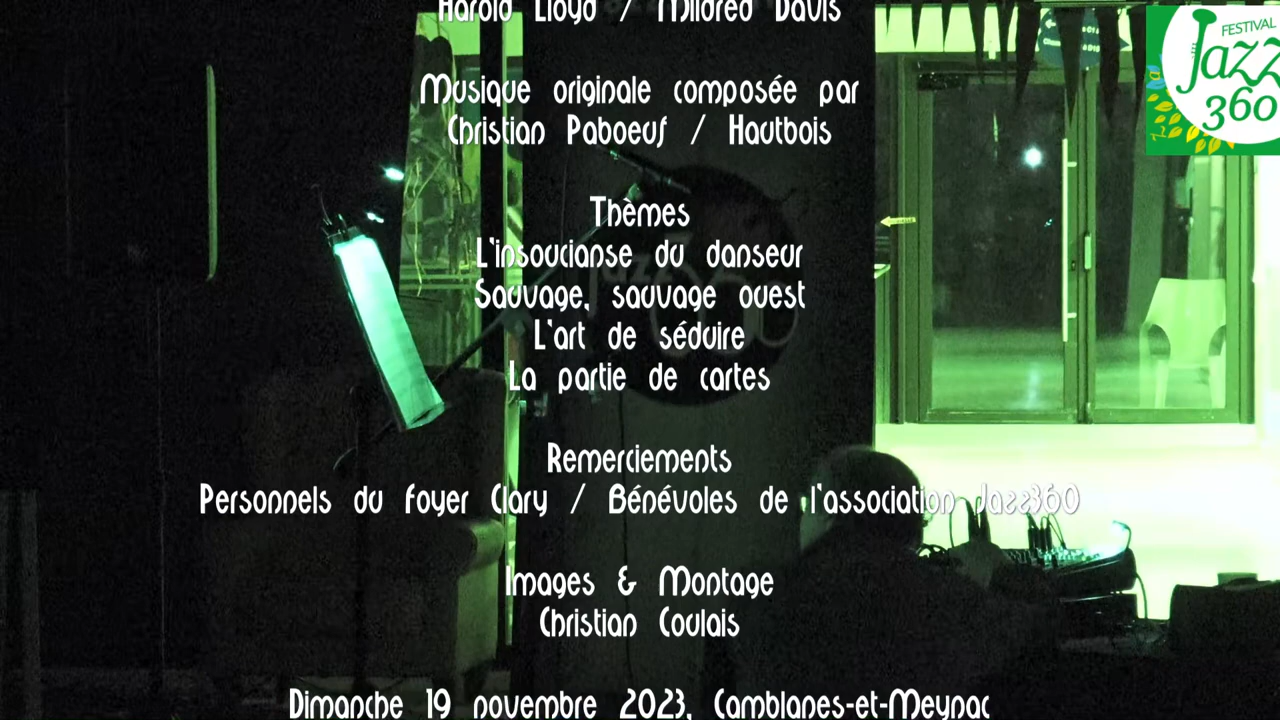 Harold Lloyd / Mildred Davis
Musique originale composée par
Christian Paboeuf / Hautbois
Thèmes
L'insoucianse du danseur
Sauvage, sauvage ouest
L'art de séduire
La partie de cartes
Remerciements
Personnels du foyer Clary / Bénévoles de l'association Jazz360
Images & Montage
Christian Coulais
Dimanche 19 novembre 2023, Camblanes-et-Meynac
FESTIVAL
Jazz
360